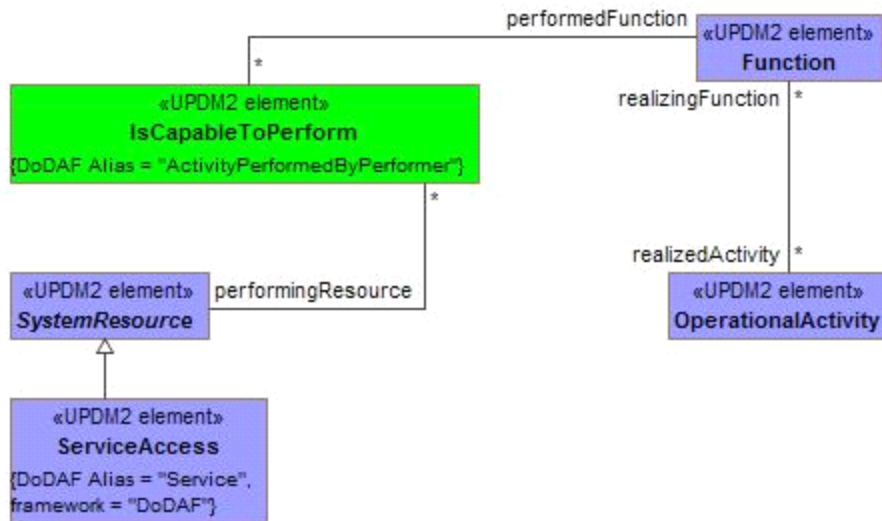 performedFunction
«UPDM2 element»
Function
*
«UPDM2 element»
IsCapableToPerform
{DoDAF Alias = "ActivityPerformedByPerformer"}
realizingFunction
*
*
realizedActivity
*
«UPDM2 element»
SystemResource
performingResource
«UPDM2 element»
OperationalActivity
«UPDM2 element»
ServiceAccess
{DoDAF Alias = "Service",
framework = "DoDAF"}